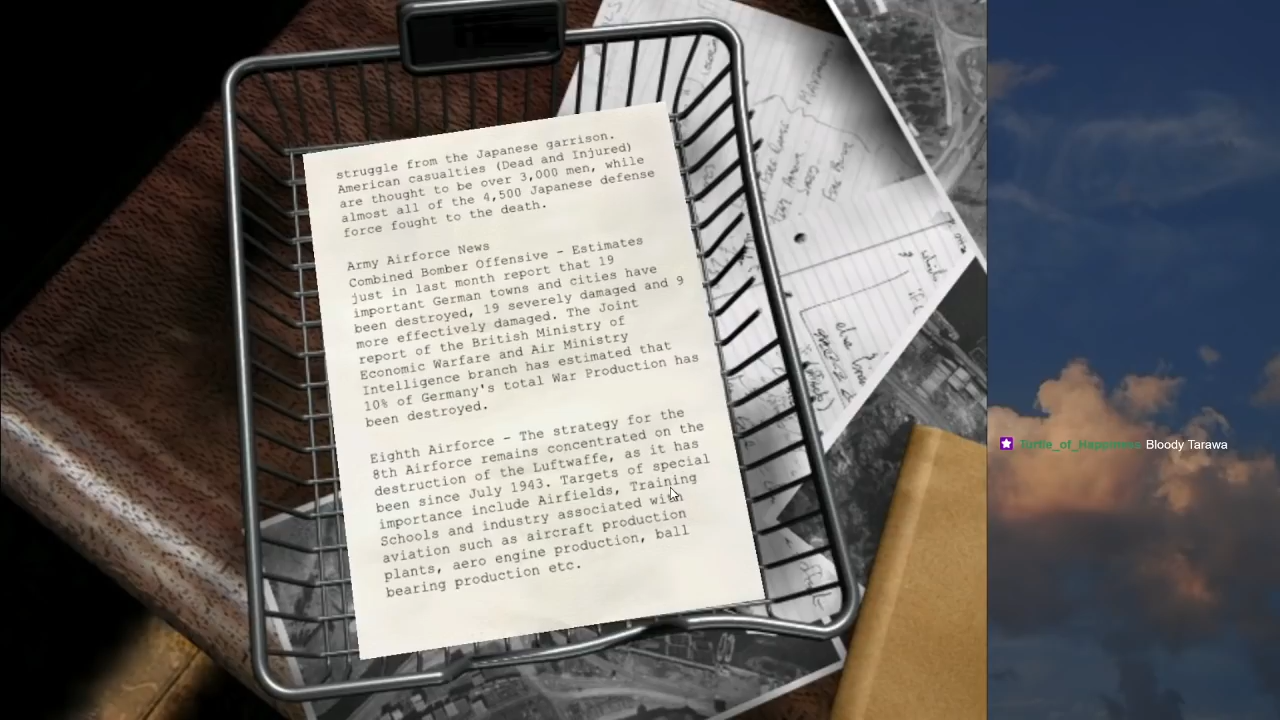 struggle from the Japanese garrison.
American casualties (Dead and Injured)
are thought to be over 3,000 men, while
almost all of the 4,500 Japanese defense
force fought to the death.
Army Airforce News
Combined Bomber Offensive - Estimates
just in last month report that 19
important German towns and cities have
been destroyed, 19 severely damaged and 9
more effectively damaged. The Joint
report of the British Ministry of
Economic Warfare and Air Ministry
Intelligence branch has estimated that
10% of Germany's total War Production has
been destroyed.
Eighth Airforce - The strategy for the
8th Airforce remains concentrated on the
destruction of the Luftwaffe, as it has
been since July 1943. Targets of special
importance include Airfields, Training
Schools and industry associated with
aviation such as aircraft production
plants, aero engine production, ball
bearing production etc.
Turtle_of_Happiness Bloody Tarawa